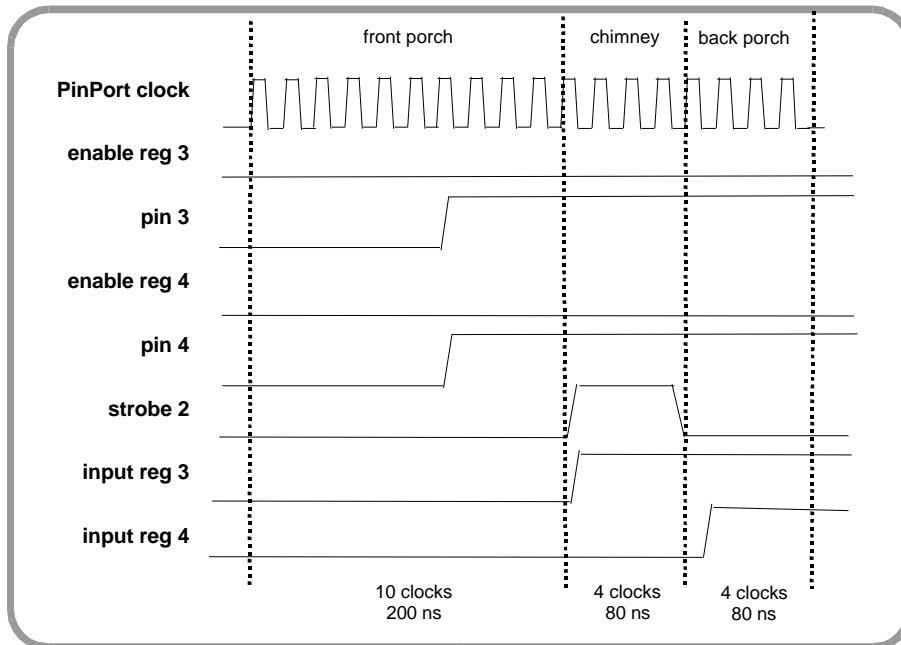 front porch chimney back porch
PinPort clock
enable reg 3
pin 3
enable reg 4
pin 4
strobe 2
input reg 3
input reg 4
10 clocks 4 clocks 4 clocks
200 ns 80 ns 80 ns